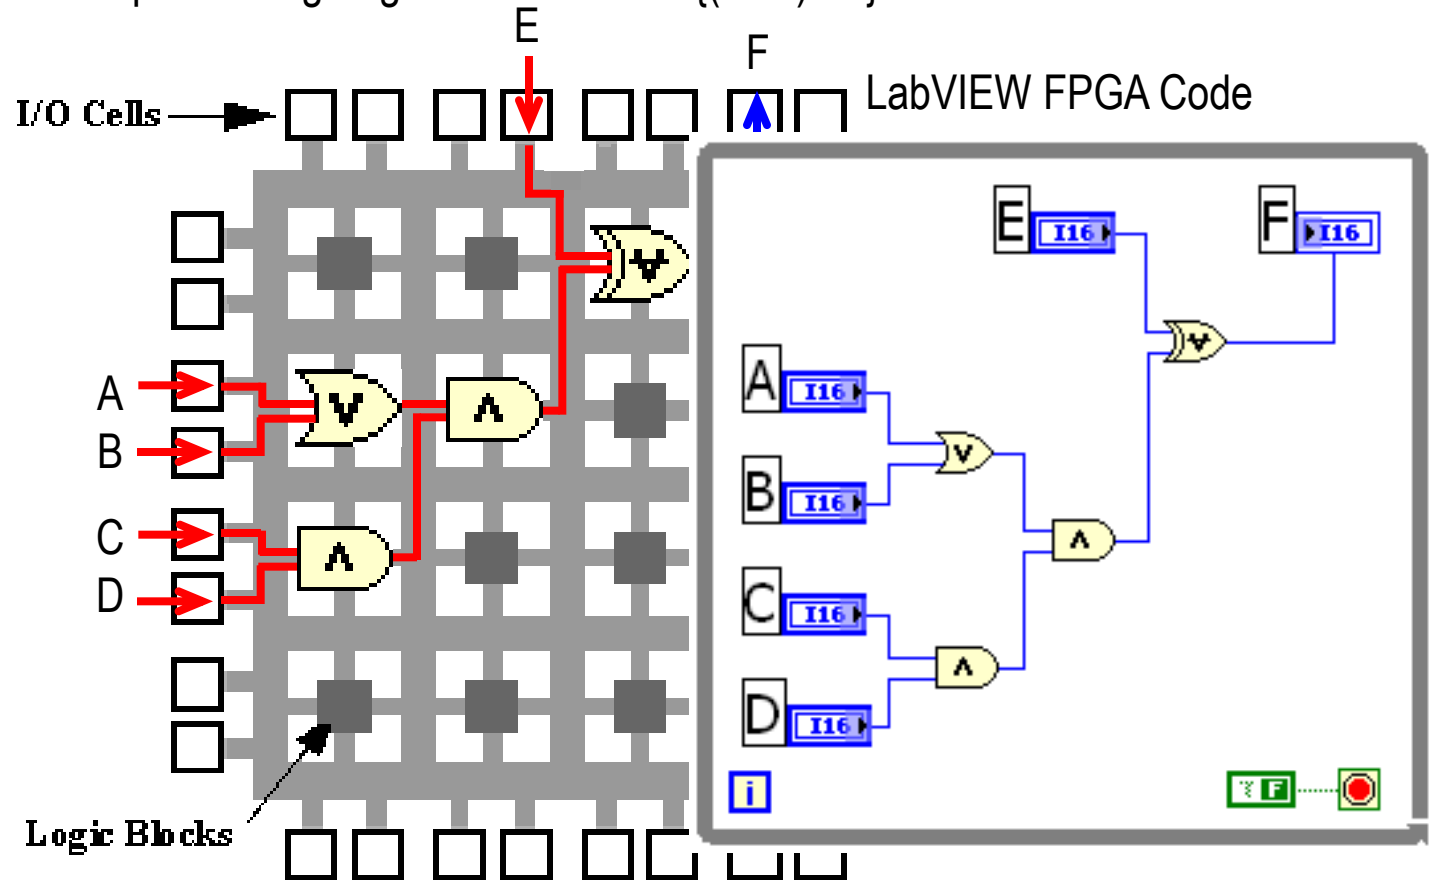 E
F
LabVIEW FPGA Code
I/O Cells
E I16
F I16
A
B
C
D
V
Λ
A I16
B I16
C I16
D I16
i
F
Logic Blocks